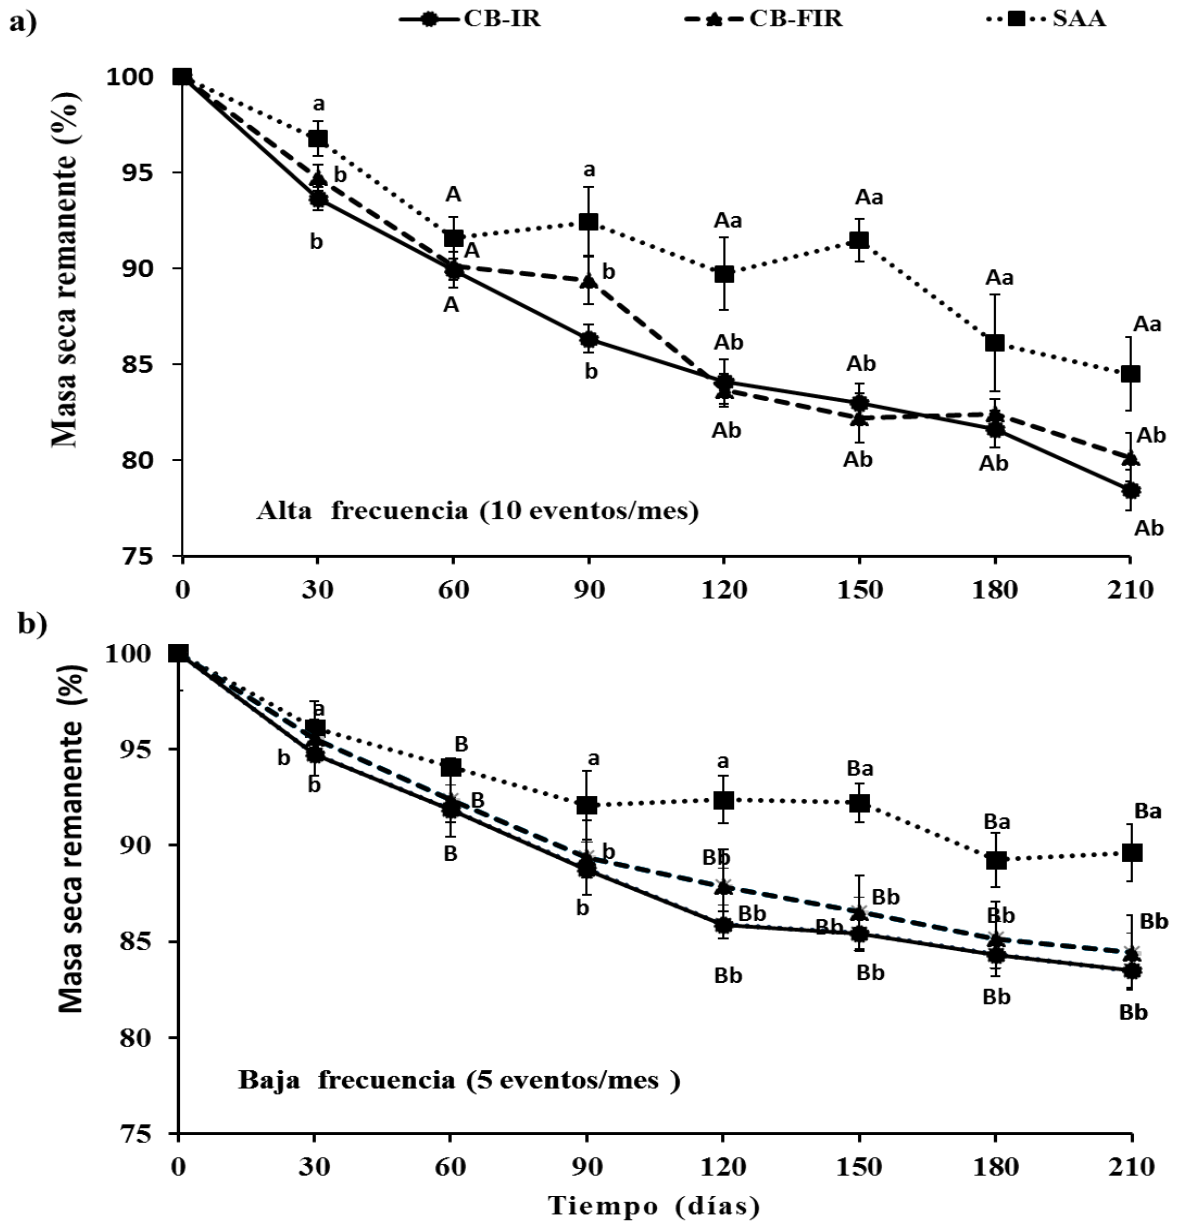 a)
CB-IR CB-FIR SAA
Masa seca remanente (%)
100
95
90
85
80
75
a
b
b
A
A
A
a
b
b
Aa
Ab
Ab
Aa
Ab
Ab
Aa
Ab
Aa
Ab
Ab
Alta frecuencia (10 eventos/mes)
0 30 60 90 120 150 180 210
b)
Masa seca remanente (%)
100
95
90
85
80
75
a
b
b
B
B
B
a
b
b
a
Bb
Bb
Bb
Ba
Bb
Bb
Bb
Ba
Bb
Bb
Ba
Bb
Bb
Baja frecuencia (5 eventos/mes )
0 30 60 90 120 150 180 210
Tiempo (días)